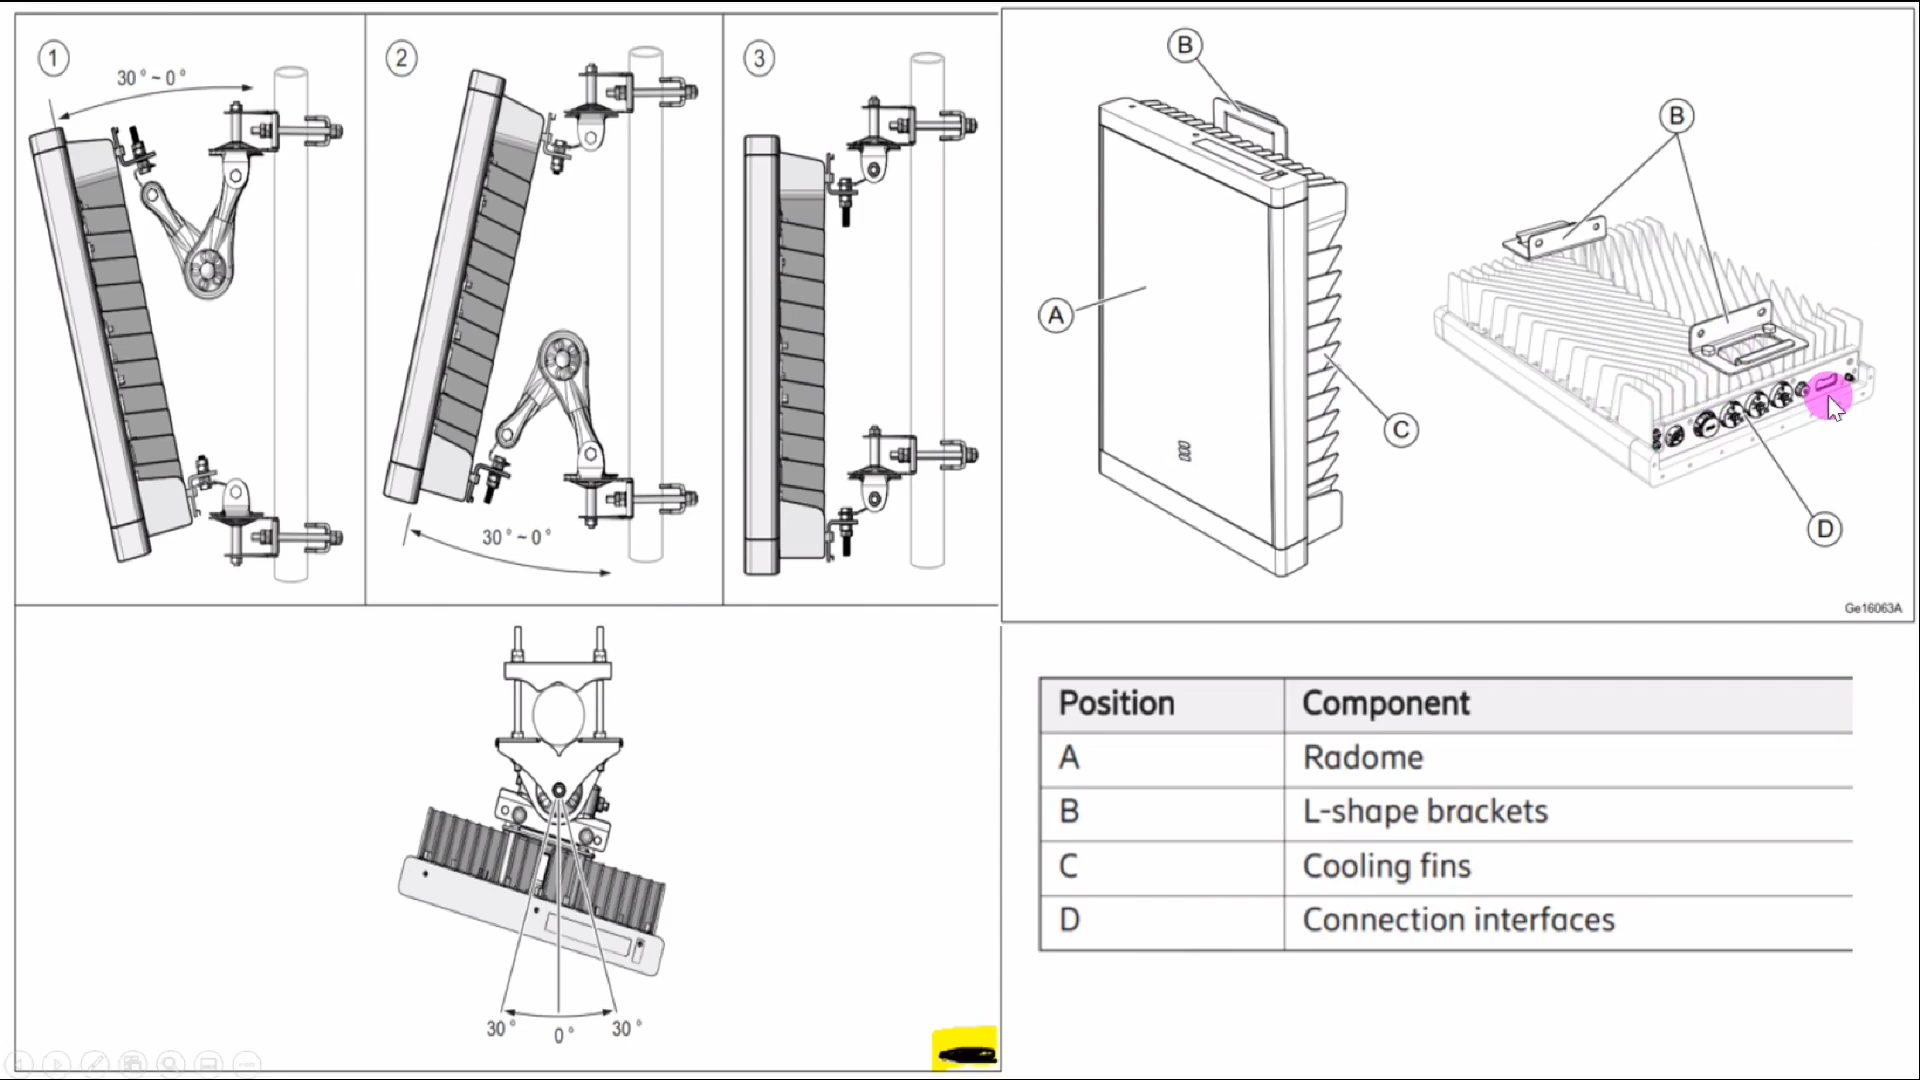 1
30°~0°
2
30°~0°
3
B
B
A
C
D
Ge16063A
30°
0°
30°
Position Component
A Radome
B L-shape brackets
C Cooling fins
D Connection interfaces